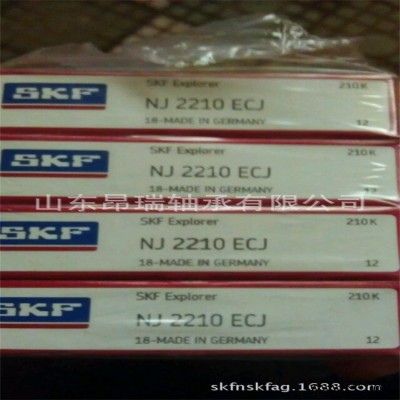 SKF
SKF Explorer
210K
NJ 2210 ECJ
18-MADE IN GERMANY
12
SKF
SKF Explorer
210K
NJ 2210 ECJ
18-MADE IN GERMANY
12
山东昂瑞轴承有限公司
SKF
SKF Explorer
210K
NJ 2210 ECJ
18-MADE IN GERMANY
12
SKF
SKF Explorer
210K
NJ 2210 ECJ
18-MADE IN GERMANY
12
skfnskfag.1688.com